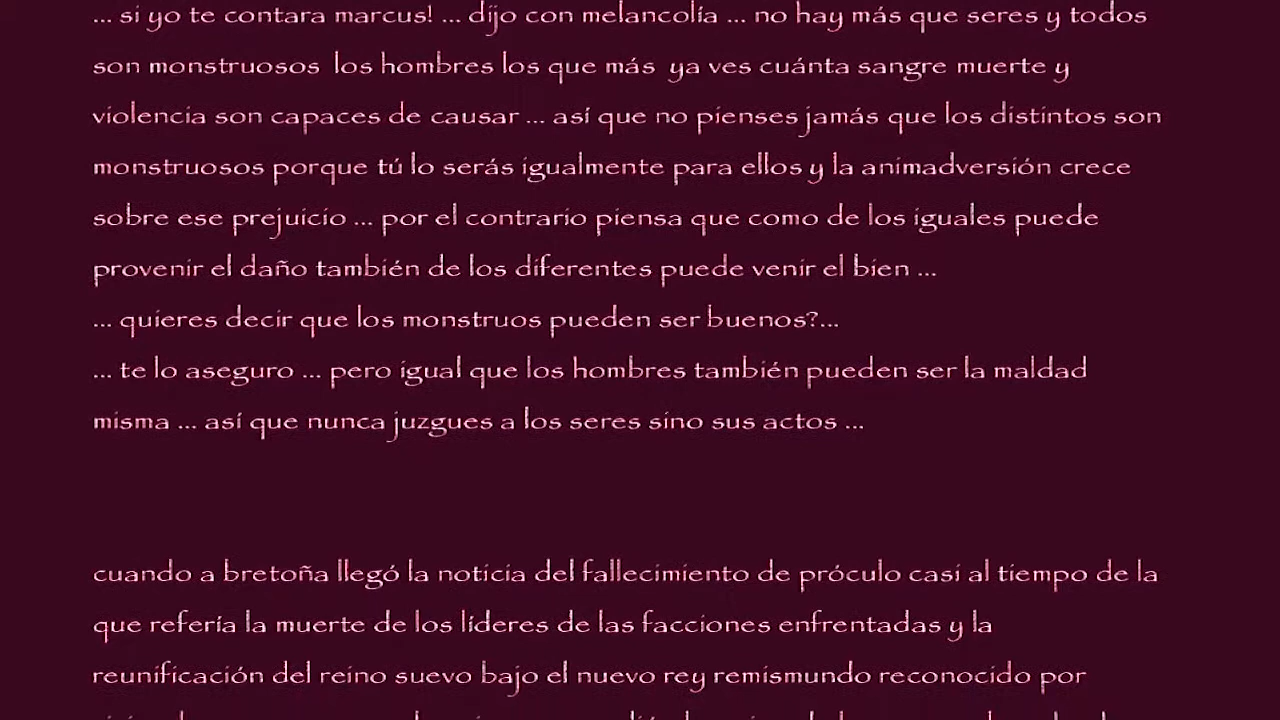 ... si yo te contara marcus! ... dijo con melancolía ... no hay más que seres y todos
son monstruosos  los hombres los que más  ya ves cuánta sangre muerte y
violencia son capaces de causar ... así que no pienses jamás que los distintos son
monstruosos porque tú lo serás igualmente para ellos y la animadversión crece
sobre ese prejuicio ... por el contrario piensa que como de los iguales puede
provenir el daño también de los diferentes puede venir el bien ...
... quieres decir que los monstruos pueden ser buenos?...
... te lo aseguro ... pero igual que los hombres también pueden ser la maldad
misma ... así que nunca juzgues a los seres sino sus actos ...
cuando a bretoña llegó la noticia del fallecimiento de próculo casi al tiempo de la
que refería la muerte de los líderes de las facciones enfrentadas y la
reunificación del reino suevo bajo el nuevo rey remismundo reconocido por